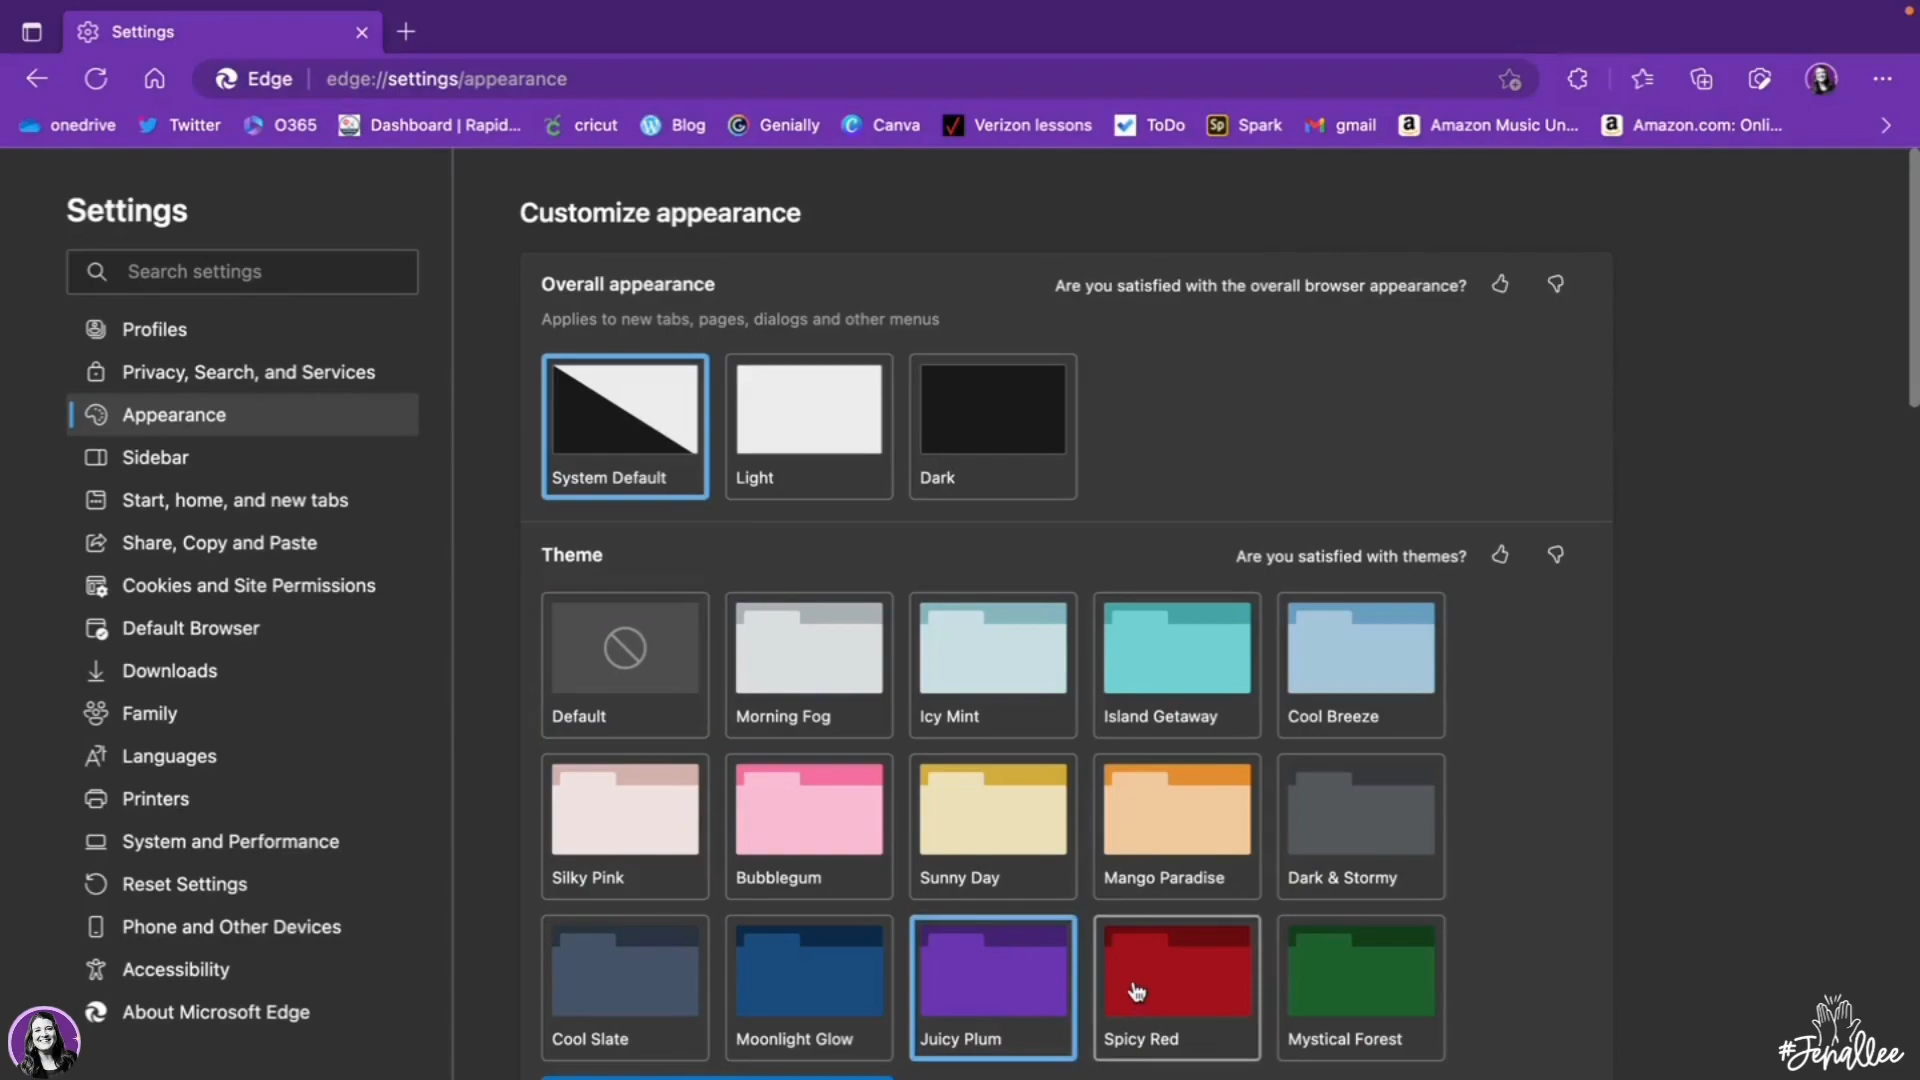 Settings
Edge
edge://settings/appearance
onedrive
Twitter
O365
Dashboard | Rapid...
cricut
Blog
Genially
Canva
Verizon lessons
ToDo
Sp
Spark
gmail
Amazon Music Un...
Amazon.com: Onli...
Settings
Search settings
Profiles
Privacy, Search, and Services
Appearance
Sidebar
Start, home, and new tabs
Share, Copy and Paste
Cookies and Site Permissions
Default Browser
Downloads
Family
Languages
Printers
System and Performance
Reset Settings
Phone and Other Devices
Accessibility
About Microsoft Edge
Customize appearance
Overall appearance
Are you satisfied with the overall browser appearance?
Applies to new tabs, pages, dialogs and other menus
System Default
Light
Dark
Theme
Are you satisfied with themes?
Default
Morning Fog
Icy Mint
Island Getaway
Cool Breeze
Silky Pink
Bubblegum
Sunny Day
Mango Paradise
Dark & Stormy
Cool Slate
Moonlight Glow
Juicy Plum
Spicy Red
Mystical Forest
#Jenallee